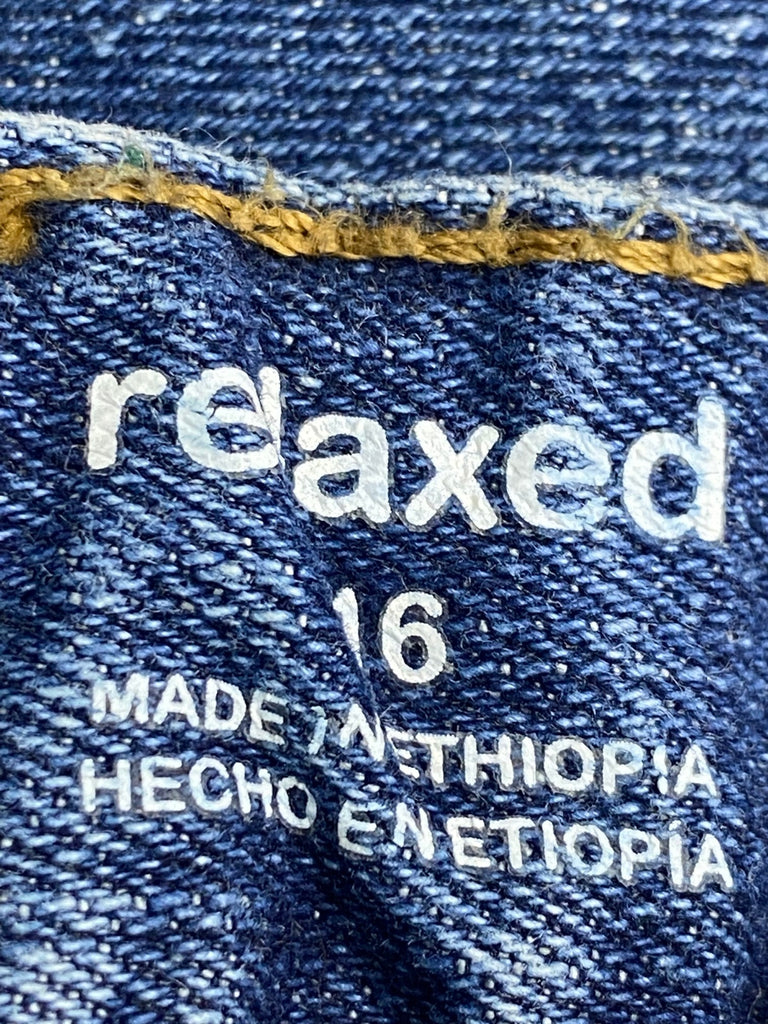 relaxed
16
MADE IN ETHIOPIA
HECHO EN ETIOPÍA